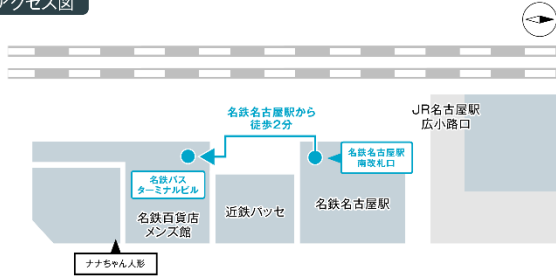 アクセス図
名鉄名古屋駅から
徒歩2分
JR名古屋駅
広小路口
名鉄名古屋駅
南改札口
名鉄バス
ターミナルビル
名鉄百貨店
メンズ館
近鉄パッセ
名鉄名古屋駅
ナナちゃん人形